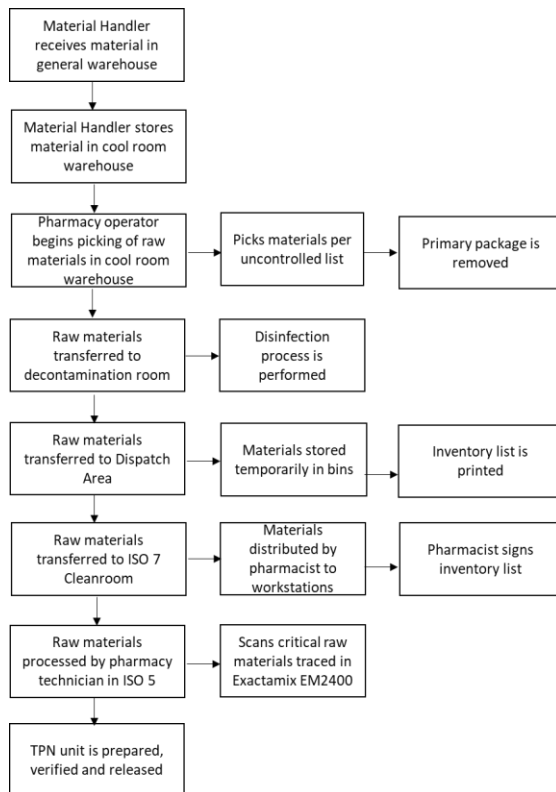 Material Handler
receives material in
general warehouse
Material Handler stores
material in cool room
warehouse
Pharmacy operator
begins picking of raw
materials in cool room
warehouse
Picks materials per
uncontrolled list
Primary package is
removed
Raw materials
transferred to
decontamination room
Disinfection
process is
performed
Raw materials
transferred to Dispatch
Area
Materials stored
temporarily in bins
Inventory list is
printed
Raw materials
transferred to ISO 7
Cleanroom
Materials
distributed by
pharmacist to
workstations
Pharmacist signs
inventory list
Raw materials
processed by pharmacy
technician in ISO 5
Scans critical raw
materials traced in
Exactamix EM2400
TPN unit is prepared,
verified and released